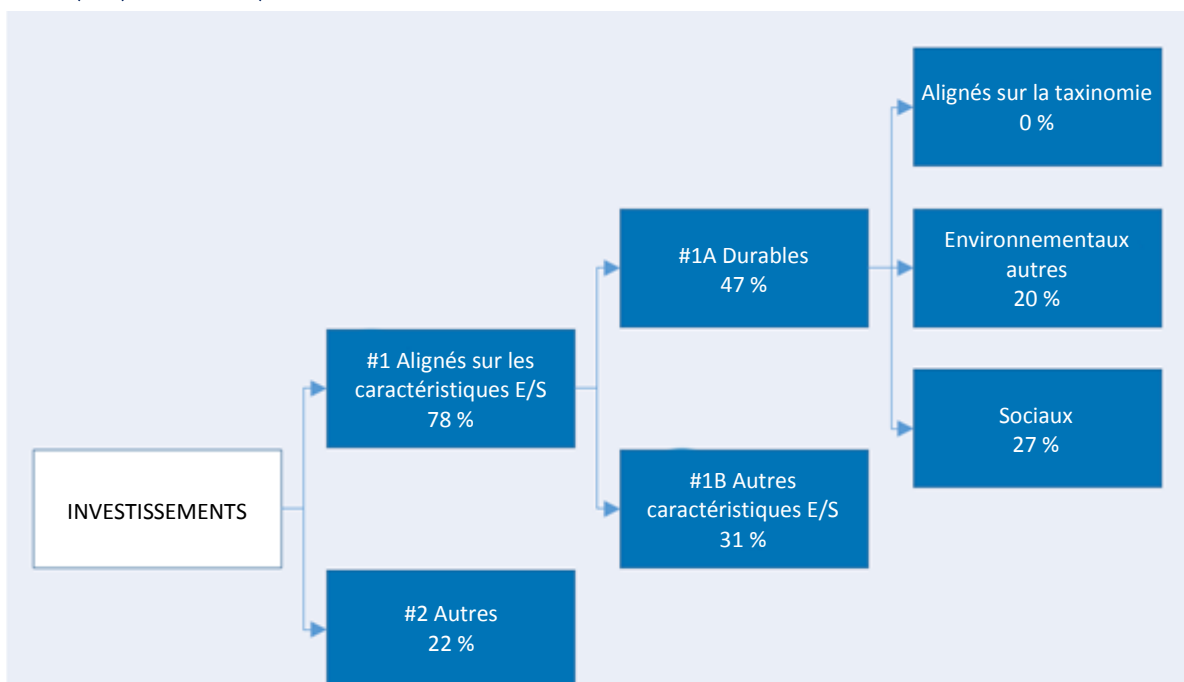 Alignés sur la taxinomie
0 %
#1A Durables
47 %
Environnementaux
autres
20 %
#1 Alignés sur les
caractéristiques E/S
78 %
Sociaux
27 %
INVESTISSEMENTS
#1B Autres
caractéristiques E/S
31 %
#2 Autres
22 %